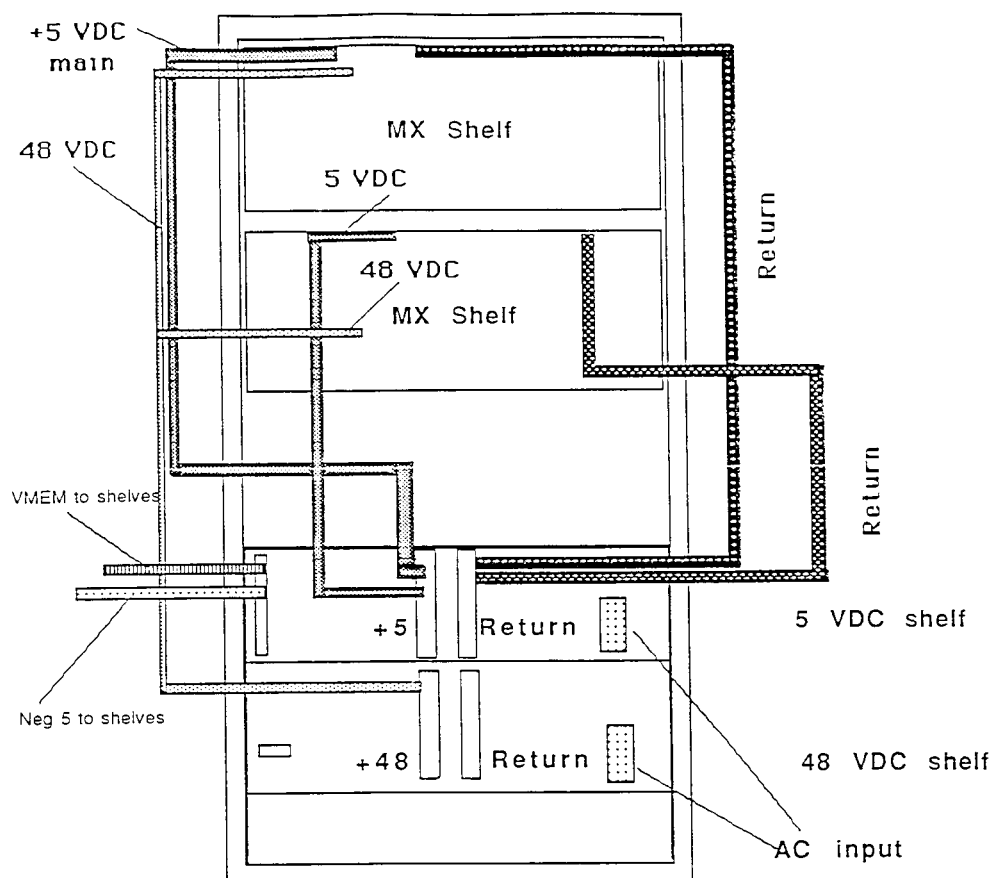 +5 VDC
main
MX Shelf
48 VDC
5 VDC
Return
48 VDC
MX Shelf
Return
VMEM to shelves
+5 Return
5 VDC shelf
Neg 5 to shelves
+48 Return
48 VDC shelf
AC input